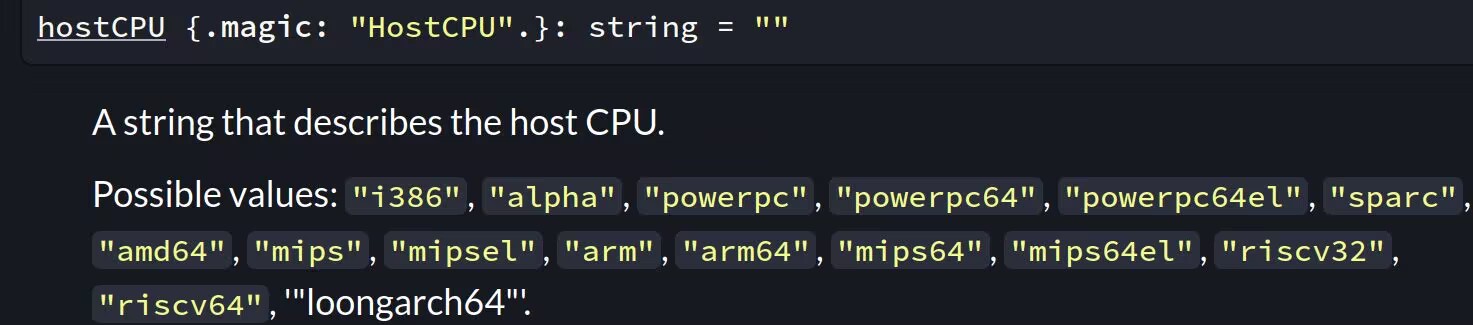 hostCPU {.magic: "HostCPU".}: string = ""
A string that describes the host CPU.
Possible values: "i386", "alpha", "powerpc", "powerpc64", "powerpc64el", "sparc",
"amd64", "mips", "mipsel", "arm", "arm64", "mips64", "mips64el", "riscv32",
"riscv64", '"loongarch64"'.